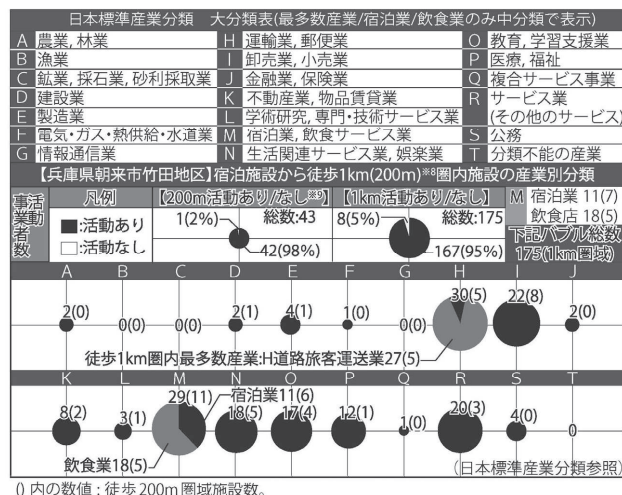 日本標準産業分類 大分類表(最多数産業/宿泊業/飲食業のみ中分類で表示)
A 農業, 林業 H 運輸業, 郵便業 O 教育, 学習支援業
B 漁業 I 卸売業, 小売業 P 医療, 福祉
C 鉱業, 採石業, 砂利採取業 J 金融業, 保険業 Q 複合サービス事業
D 建設業 K 不動産業, 物品賃貸業 R サービス業
E 製造業 L 学術研究, 専門・技術サービス業 (その他のサービス)
F 電気・ガス・熱供給・水道業 M 宿泊業, 飲食サービス業 S 公務
G 情報通信業 N 生活関連サービス業, 娯楽業 T 分類不能の産業
【兵庫県朝来市竹田地区】宿泊施設から徒歩1km(200m)※8圏内施設の産業別分類
事業者数 活動 凡例 【200m活動あり/なし※9】 【1km活動あり/なし】 M 宿泊業 11(7)
■:活動あり 1(2%) 総数:43 8(5%) 総数:175 飲食店 18(5)
□:活動なし 42(98%) 167(95%) 下記バブル総数
175(1km圏域)
A B C D E F G H I J
2(0) 0(0) 0(0) 2(1) 4(1) 1(0) 0(0) 30(5) 22(8) 2(0)
徒歩1km圏内最多数産業:H道路旅客運送業27(5)
K L M N O P Q R S T
8(2) 3(1) 29(11) 宿泊業11(6) 18(5) 17(4) 12(1) 1(0) 20(3) 4(0) 0
飲食業18(5)
(日本標準産業分類参照)
() 内の数値 : 徒歩200m圏域施設数。